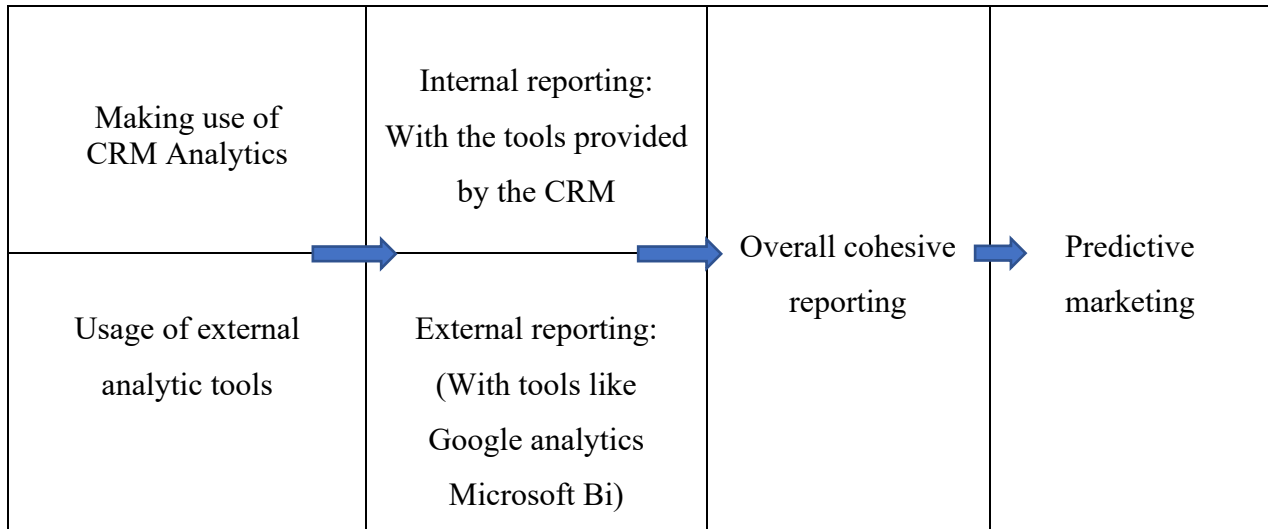 Making use of
CRM Analytics
Internal reporting:
With the tools provided
by the CRM
Usage of external
analytic tools
External reporting:
(With tools like
Google analytics
Microsoft Bi)
Overall cohesive
reporting
Predictive
marketing